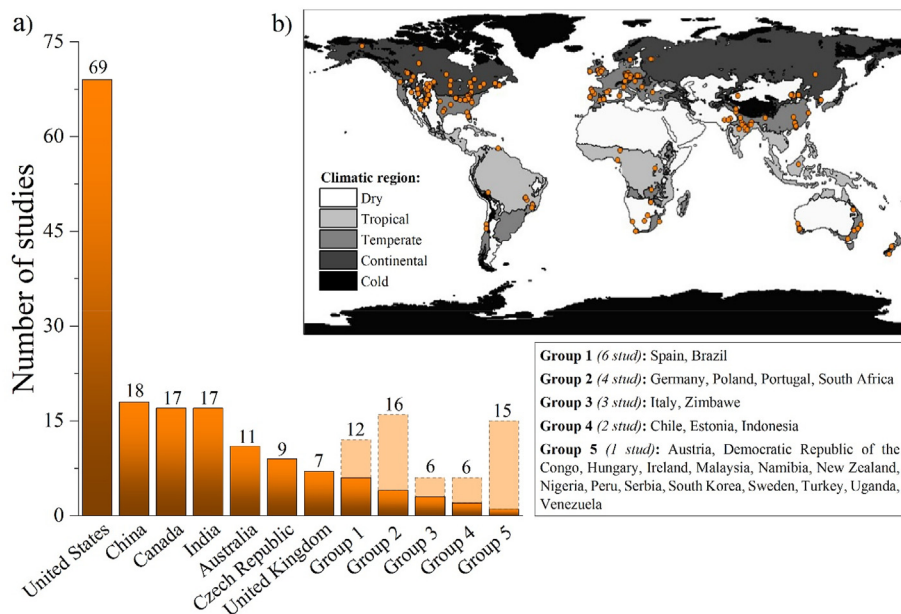 a)
b)
Number of studies
75
60
45
30
15
0
69
18
17
17
11
9
7
12
16
6
6
15
United States
China
Canada
India
Australia
Czech Republic
United Kingdom
Group 1
Group 2
Group 3
Group 4
Group 5
Climatic region:
Dry
Tropical
Temperate
Continental
Cold
Group 1 (6 stud): Spain, Brazil
Group 2 (4 stud): Germany, Poland, Portugal, South Africa
Group 3 (3 stud): Italy, Zimbabwe
Group 4 (2 stud): Chile, Estonia, Indonesia
Group 5 (1 stud): Austria, Democratic Republic of the
Congo, Hungary, Ireland, Malaysia, Namibia, New Zealand,
Nigeria, Peru, Serbia, South Korea, Sweden, Turkey, Uganda,
Venezuela